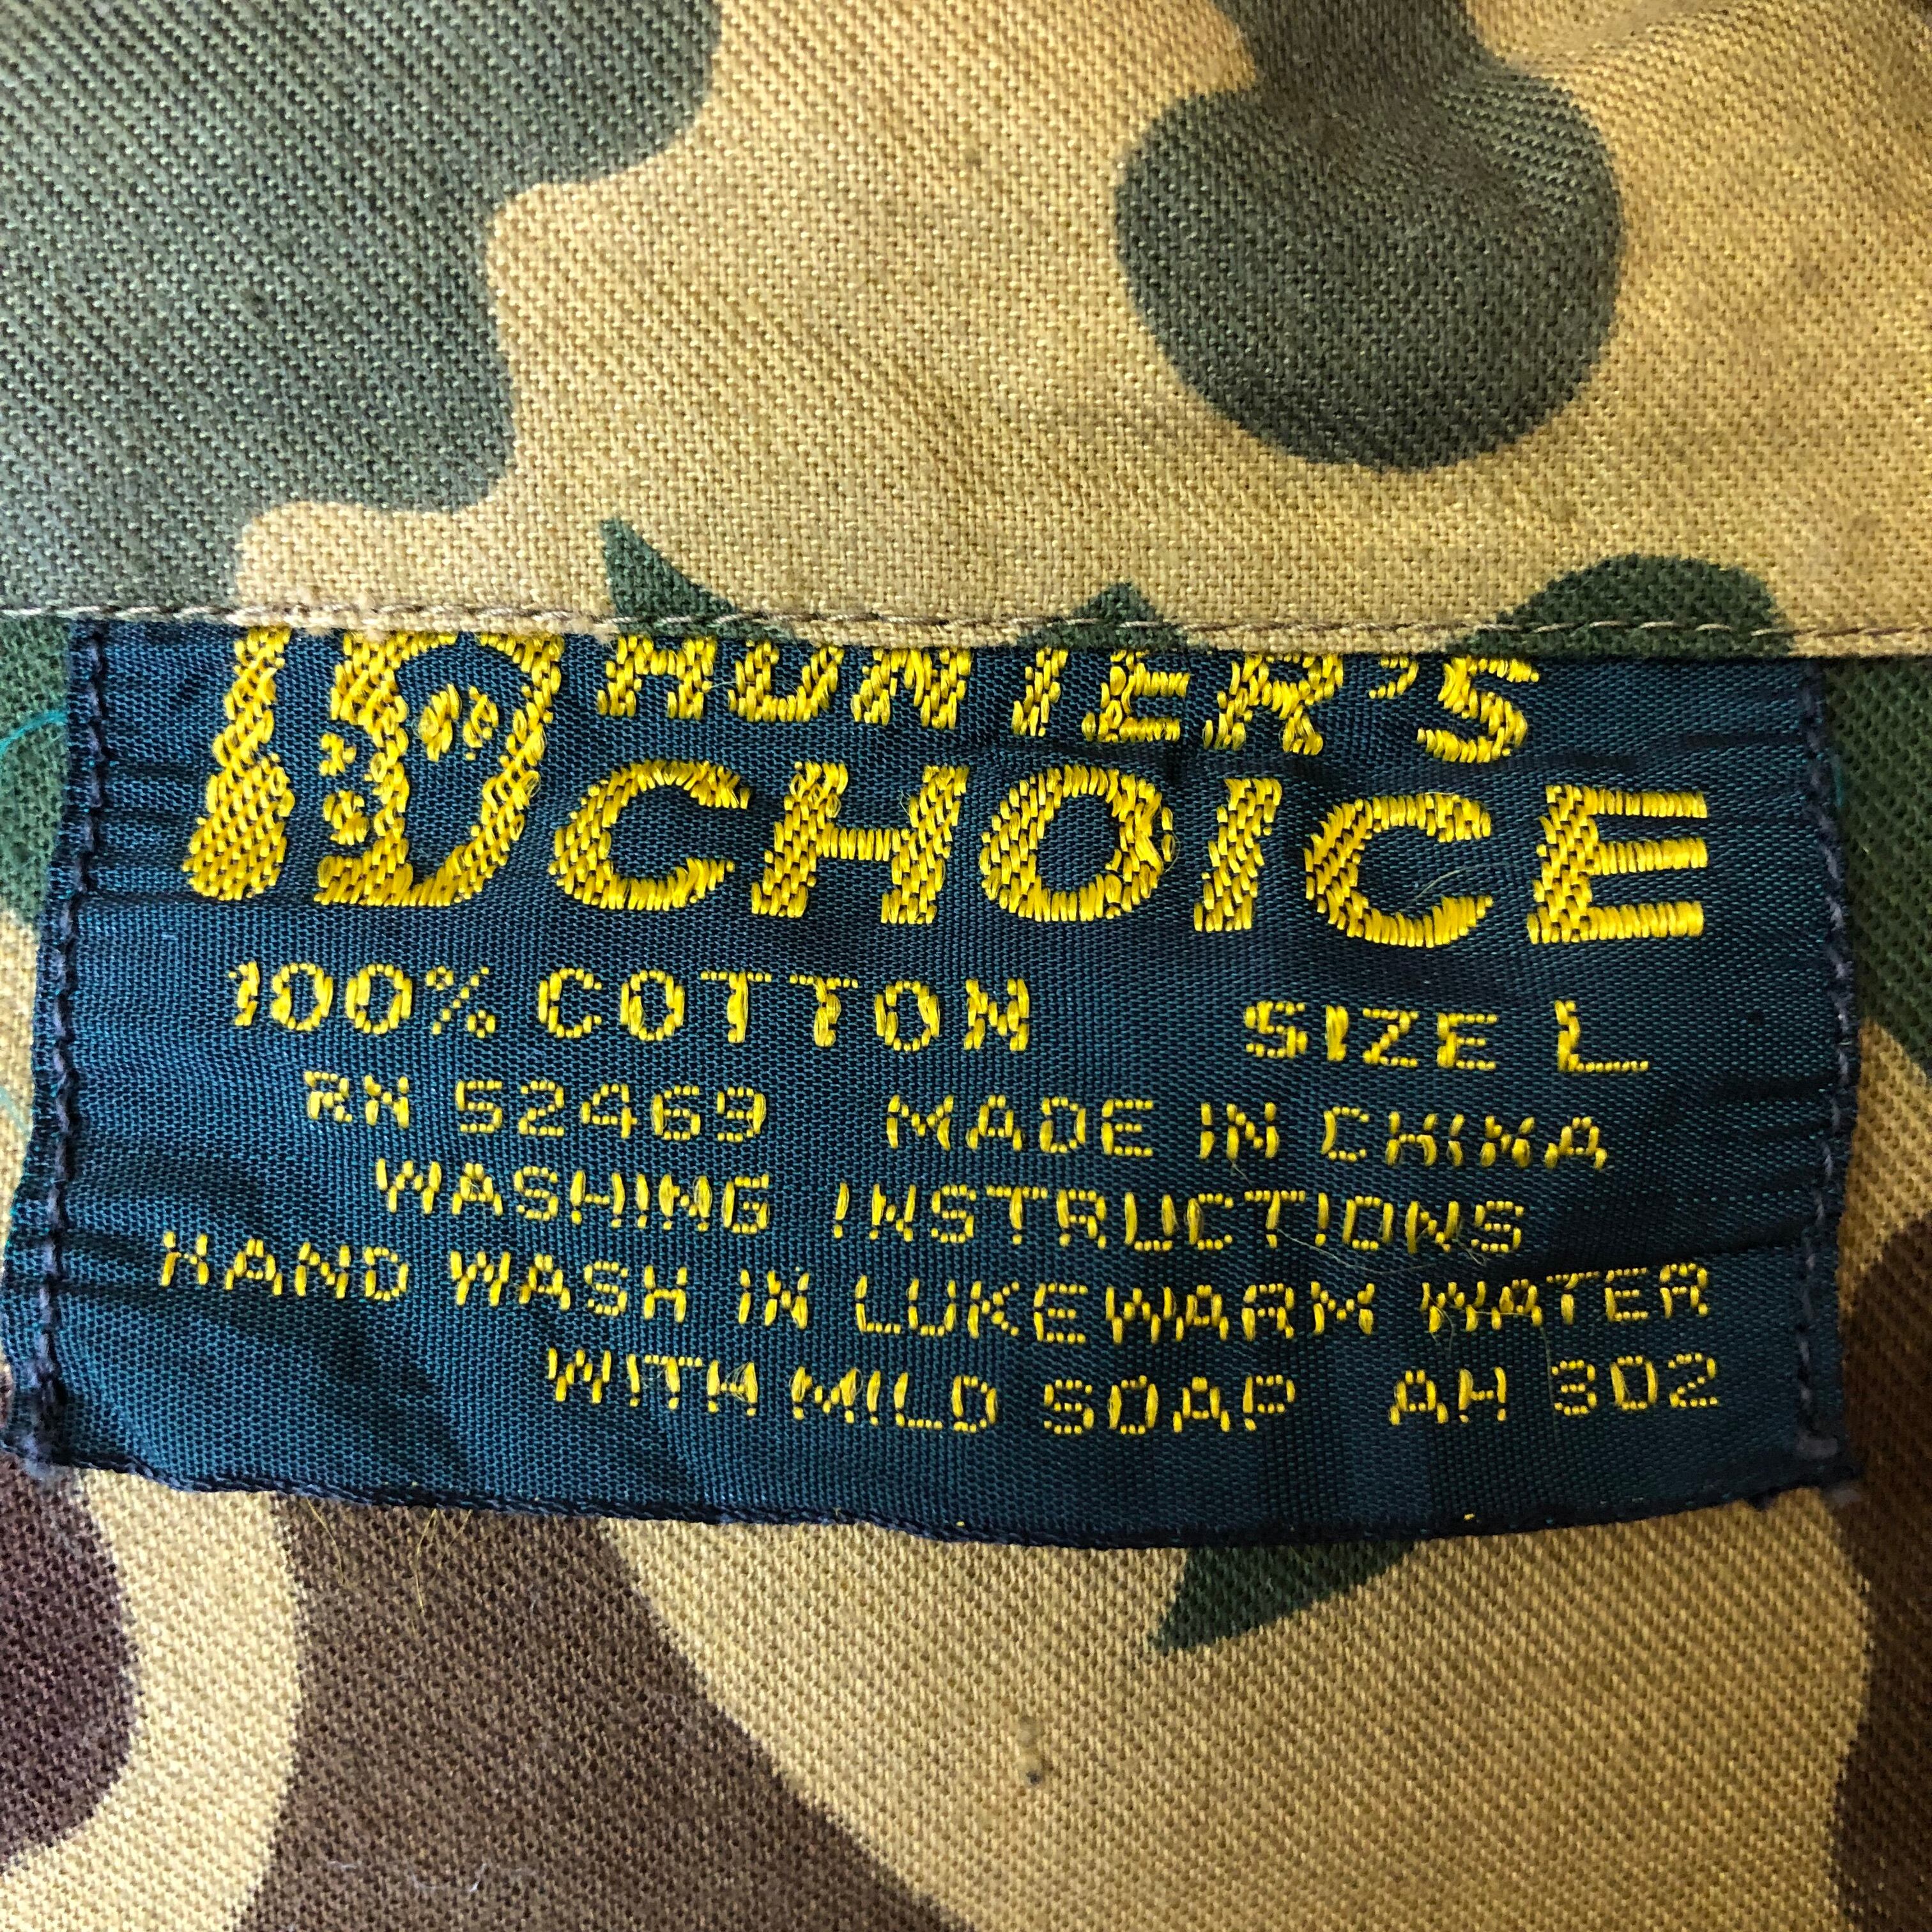 HUNTER'S
CHOICE
100% COTTON SIZE L
RN 52469 MADE IN CHINA
WASHING INSTRUCTIONS
HAND WASH IN LUKEWARM WATER
WITH MILD SOAP AH 302